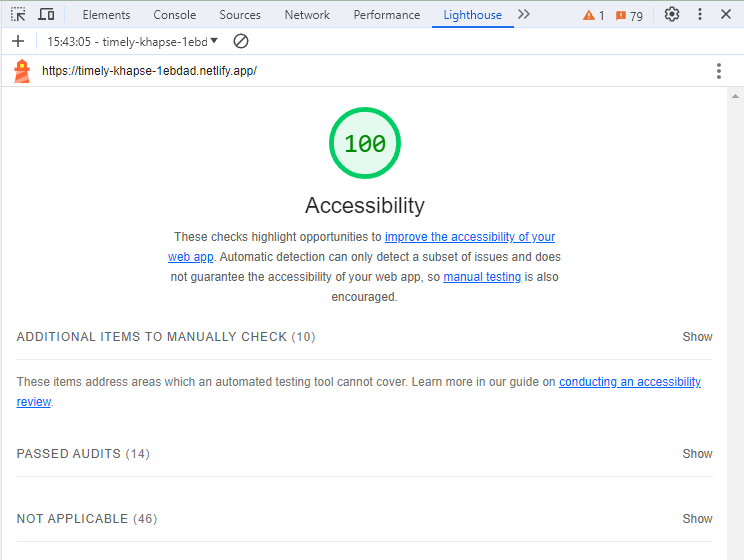 Elements Console Sources Network Performance Lighthouse 1 79
15:43:05 - timely-khapse-1ebd
https://timely-khapse-1ebdad.netlify.app/
100
Accessibility
These checks highlight opportunities to improve the accessibility of your
web app. Automatic detection can only detect a subset of issues and does
not guarantee the accessibility of your web app, so manual testing is also
encouraged.
ADDITIONAL ITEMS TO MANUALLY CHECK (10) Show
These items address areas which an automated testing tool cannot cover. Learn more in our guide on conducting an accessibility
review.
PASSED AUDITS (14) Show
NOT APPLICABLE (46) Show